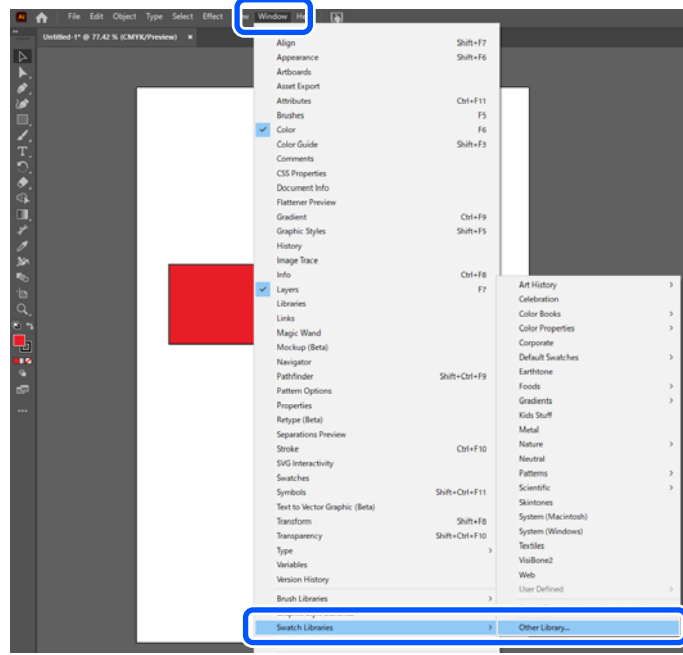 Ai File Edit Object Type Select Effect Window
Untitled-1* @ 77.42 % (CMYK/Preview) ×
Align Shift+F7
Appearance Shift+F6
Artboards
Asset Export
Attributes Ctrl+F11
Brushes F5
Color F6
Color Guide Shift+F3
Comments
CSS Properties
Document Info
Flattener Preview
Gradient Ctrl+F9
Graphic Styles Shift+F5
History
Image Trace
Info Ctrl+F8
Layers F7
Libraries
Links
Magic Wand
Mockup (Beta)
Navigator
Pathfinder Shift+Ctrl+F9
Pattern Options
Properties
Retype (Beta)
Separations Preview
Stroke Ctrl+F10
SVG Interactivity
Swatches
Symbols Shift+Ctrl+F11
Text to Vector Graphic (Beta)
Transform Shift+F8
Transparency Shift+Ctrl+F10
Type
Variables
Version History
Brush Libraries
Swatch Libraries
Art History
Celebration
Color Books
Color Properties
Corporate
Default Swatches
Earthtone
Foods
Gradients
Kids Stuff
Metal
Nature
Neutral
Patterns
Scientific
Skintones
System (Macintosh)
System (Windows)
Textiles
VisiBone2
Web
User Defined
Other Library...